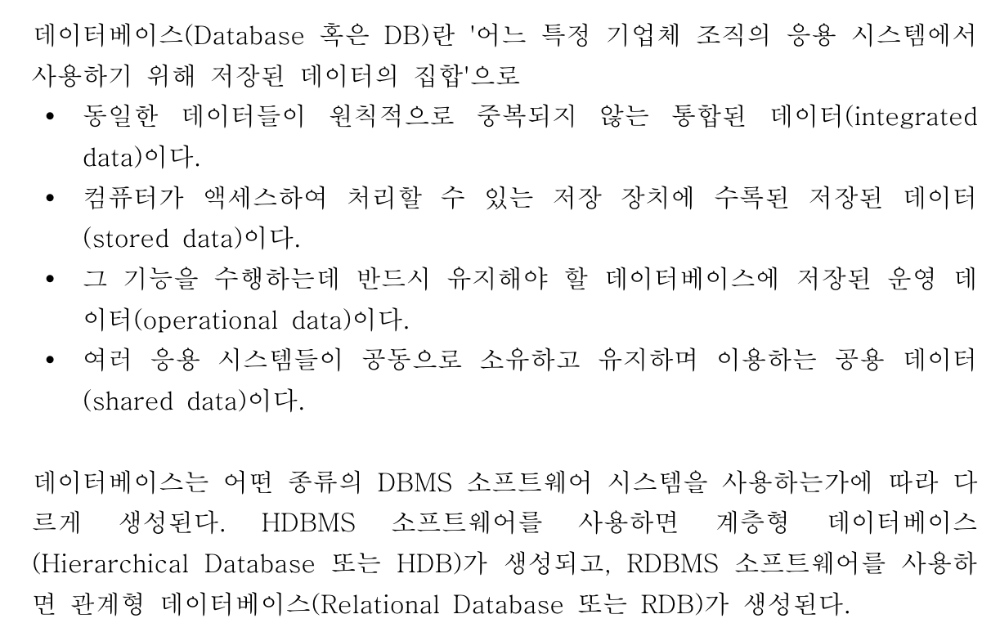 데이터베이스(Database 혹은 DB)란 '어느 특정 기업체 조직의 응용 시스템에서
사용하기 위해 저장된 데이터의 집합'으로
• 동일한 데이터들이 원칙적으로 중복되지 않는 통합된 데이터(integrated
data)이다.
• 컴퓨터가 액세스하여 처리할 수 있는 저장 장치에 수록된 저장된 데이터
(stored data)이다.
• 그 기능을 수행하는데 반드시 유지해야 할 데이터베이스에 저장된 운영 데
이터(operational data)이다.
• 여러 응용 시스템들이 공동으로 소유하고 유지하며 이용하는 공용 데이터
(shared data)이다.
데이터베이스는 어떤 종류의 DBMS 소프트웨어 시스템을 사용하는가에 따라 다
르게 생성된다. HDBMS 소프트웨어를 사용하면 계층형 데이터베이스
(Hierarchical Database 또는 HDB)가 생성되고, RDBMS 소프트웨어를 사용하
면 관계형 데이터베이스(Relational Database 또는 RDB)가 생성된다.